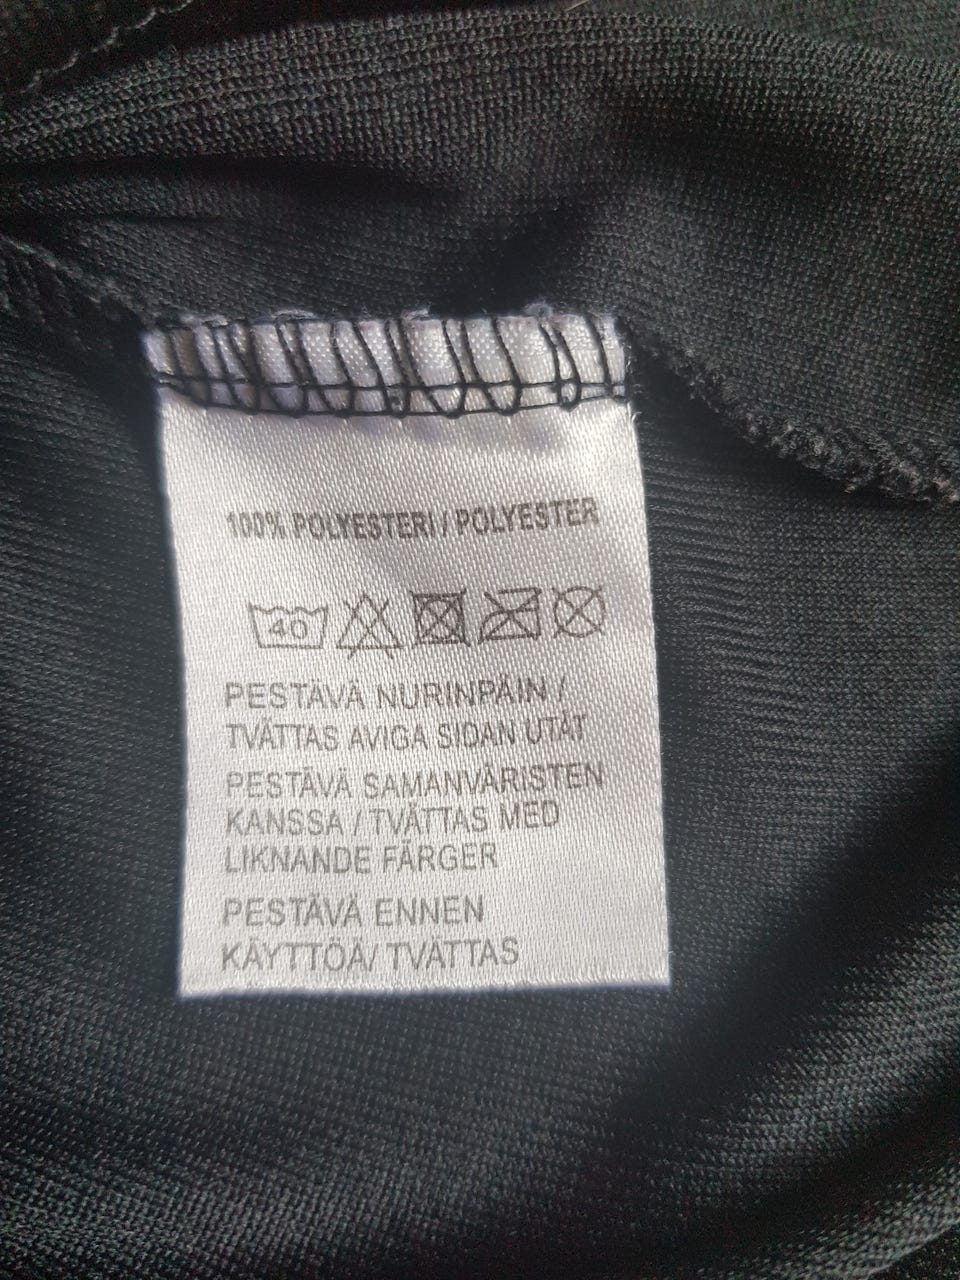 100% POLYESTERI / POLYESTER
40
PESTÄVÄ NURINPÄIN /
TVÄTTAS AVIGA SIDAN UTÅT
PESTÄVÄ SAMANVÄRISTEN
KANSSA / TVÄTTAS MED
LIKNANDE FÄRGER
PESTÄVÄ ENNEN
KÄYTTÖÄ/ TVÄTTAS